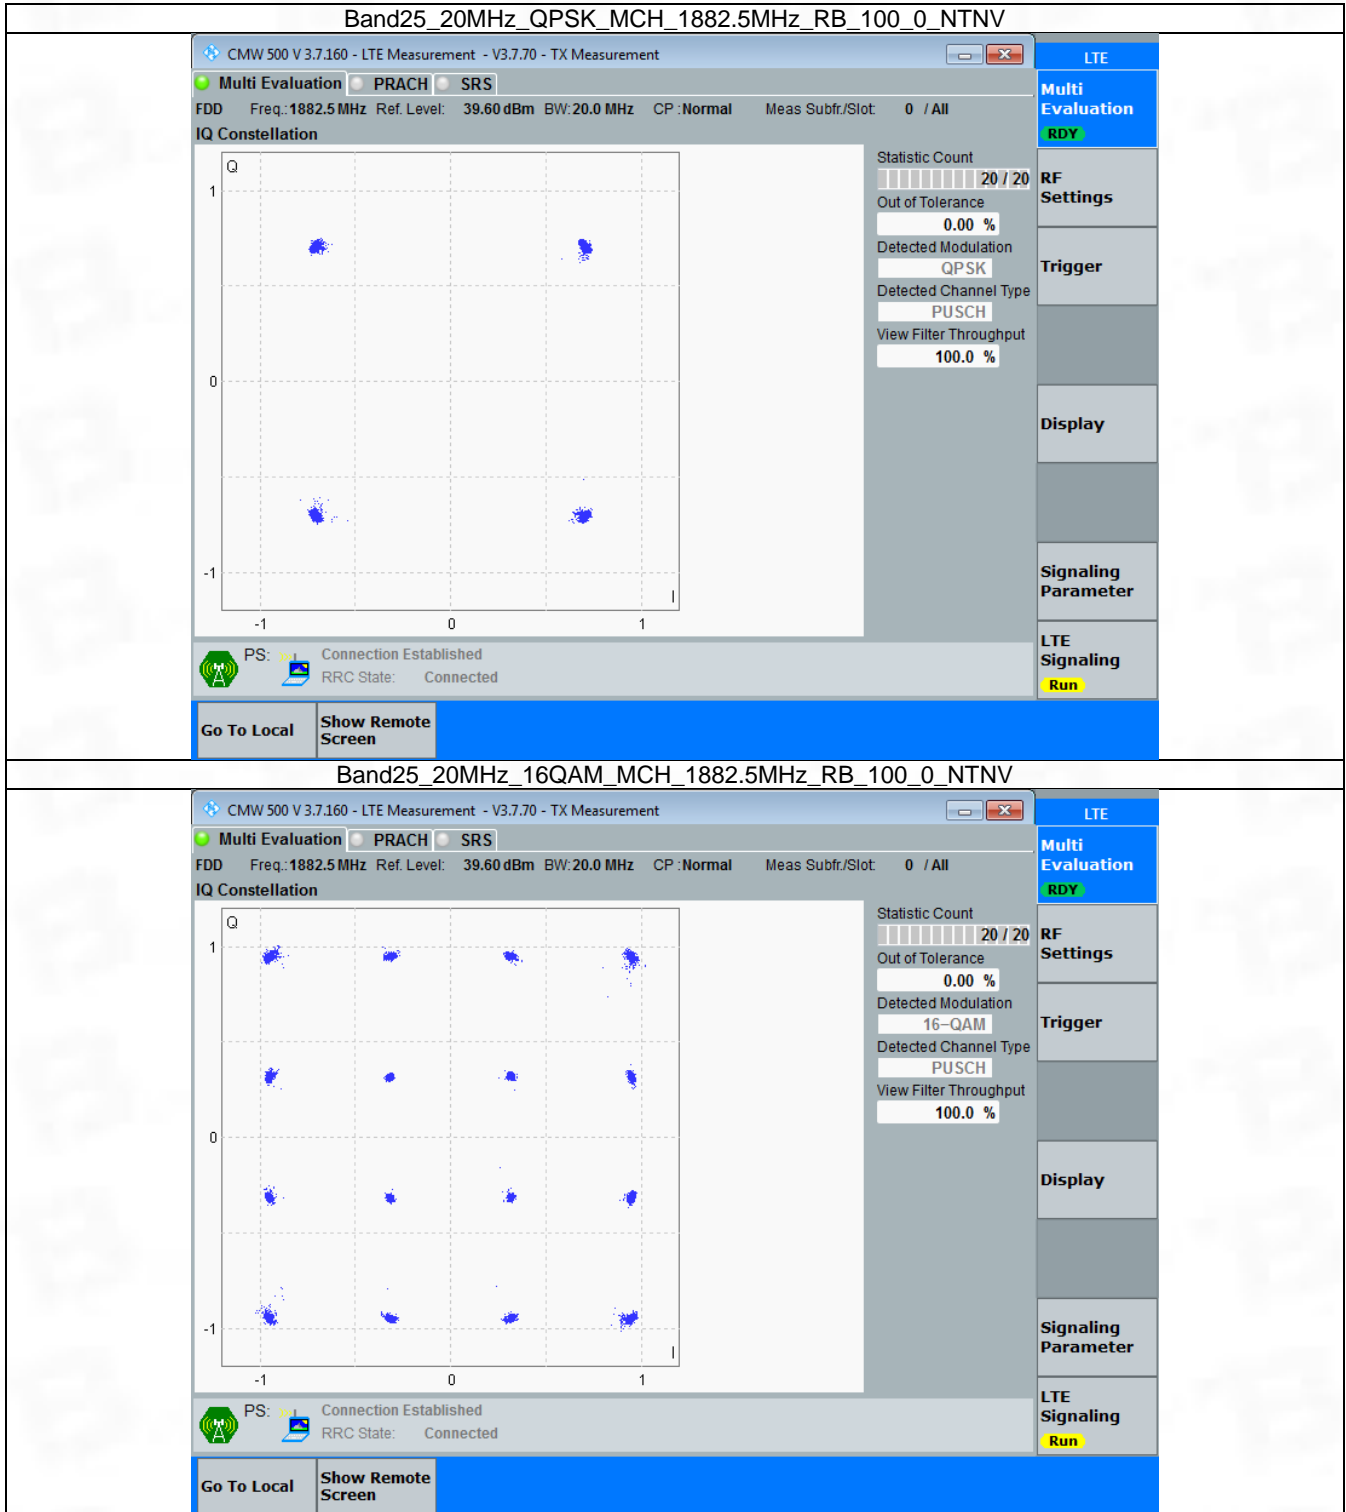 Band25_20MHz_QPSK_MCH_1882.5MHz_RB_100_0_NTNV
CMW 500 V 3.7.160 - LTE Measurement - V3.7.70 - TX Measurement
LTE
Multi Evaluation PRACH SRS
Multi
Evaluation
RDY
FDD Freq.:1882.5 MHz Ref. Level: 39.60 dBm BW:20.0 MHz CP :Normal Meas Subfr./Slot: 0 / All
IQ Constellation
Q
1
0
-1
I
-1 0 1
Statistic Count
20 / 20
Out of Tolerance
0.00 %
Detected Modulation
QPSK
Detected Channel Type
PUSCH
View Filter Throughput
100.0 %
RF
Settings
Trigger
Display
Signaling
Parameter
LTE
Signaling
Run
PS: Connection Established
RRC State: Connected
Go To Local
Show Remote
Screen
Band25_20MHz_16QAM_MCH_1882.5MHz_RB_100_0_NTNV
CMW 500 V 3.7.160 - LTE Measurement - V3.7.70 - TX Measurement
LTE
Multi Evaluation PRACH SRS
Multi
Evaluation
RDY
FDD Freq.:1882.5 MHz Ref. Level: 39.60 dBm BW:20.0 MHz CP :Normal Meas Subfr./Slot: 0 / All
IQ Constellation
Q
1
0
-1
I
-1 0 1
Statistic Count
20 / 20
Out of Tolerance
0.00 %
Detected Modulation
16-QAM
Detected Channel Type
PUSCH
View Filter Throughput
100.0 %
RF
Settings
Trigger
Display
Signaling
Parameter
LTE
Signaling
Run
PS: Connection Established
RRC State: Connected
Go To Local
Show Remote
Screen